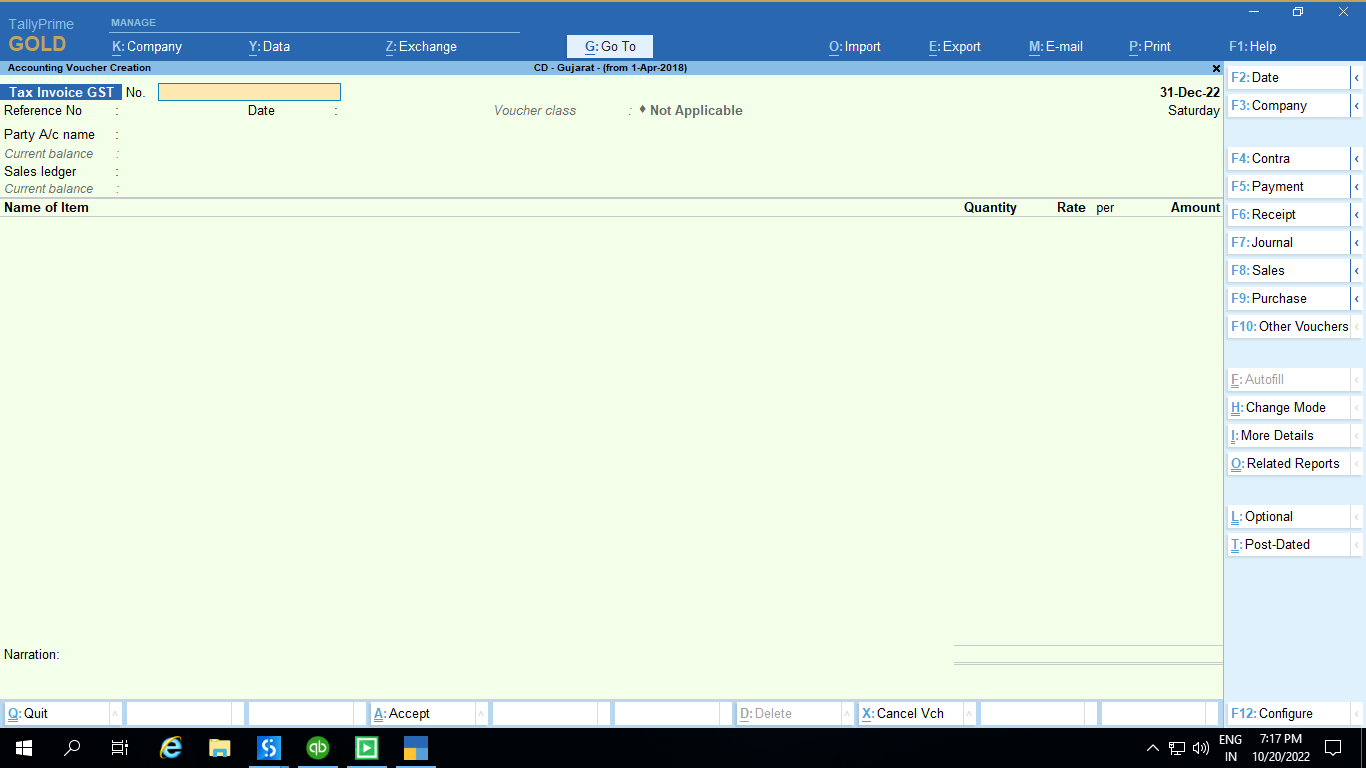 TallyPrime
GOLD
MANAGE
K: Company
Y: Data
Z: Exchange
G: Go To
O: Import
E: Export
M: E-mail
P: Print
F1: Help
Accounting Voucher Creation
CD - Gujarat - (from 1-Apr-2018)
Tax Invoice GST No.
31-Dec-22
Reference No :
Date :
Voucher class : ♦ Not Applicable
Saturday
Party A/c name :
Current balance :
Sales ledger :
Current balance :
Name of Item
Quantity
Rate per
Amount
Narration:
F2: Date
F3: Company
F4: Contra
F5: Payment
F6: Receipt
F7: Journal
F8: Sales
F9: Purchase
F10: Other Vouchers
F: Autofill
H: Change Mode
I: More Details
O: Related Reports
L: Optional
T: Post-Dated
Q: Quit
A: Accept
D: Delete
X: Cancel Vch
F12: Configure
qb
ENG
IN
7:17 PM
10/20/2022